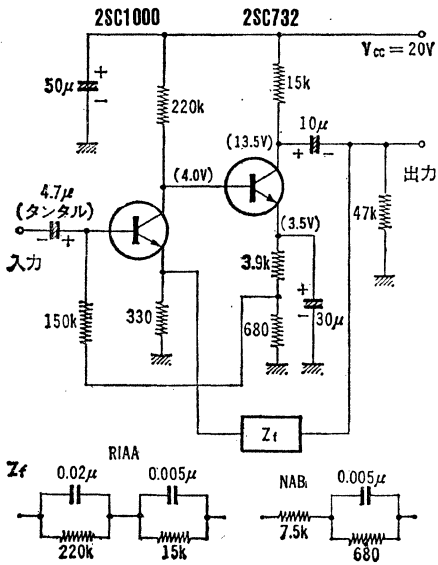 2SC1000 2SC732
Vcc = 20V
50μ + -
220k
15k
10μ
(13.5V)
+ -
(4.0V)
出力
4.7μ
(タンタル)
- +
入力
(3.5V)
47k
3.9k
+ -
150k
330
680
30μ
Zf
RIAA
Zf
0.02μ
0.005μ
220k
15k
NABi
0.005μ
7.5k
680